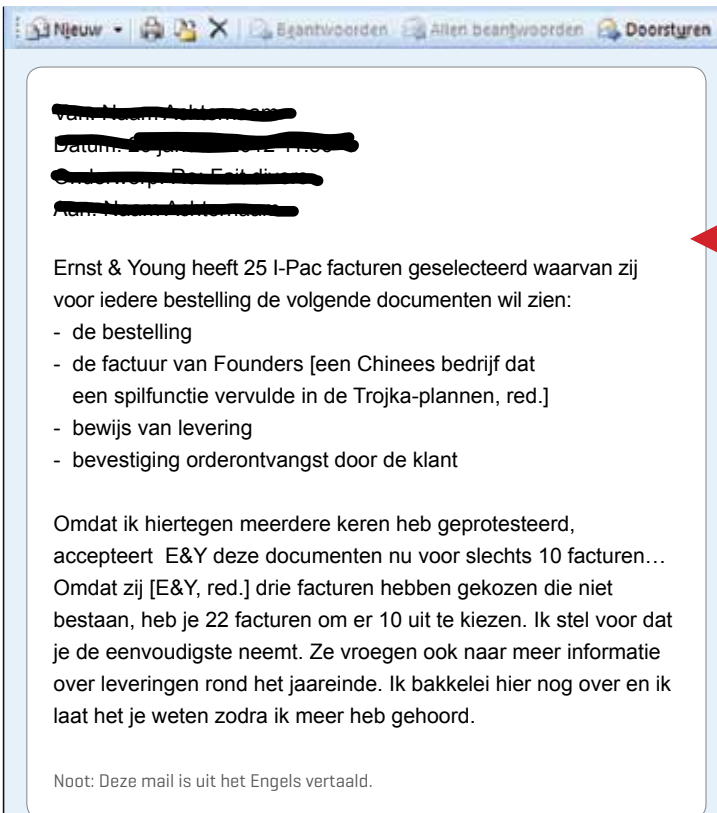 Nieuw
Beantwoorden
Allen beantwoorden
Doorsturen
Datum:
Ernst & Young heeft 25 I-Pac facturen geselecteerd waarvan zij
voor iedere bestelling de volgende documenten wil zien:
- de bestelling
- de factuur van Founders [een Chinees bedrijf dat
een spilfunctie vervulde in de Trojka-plannen, red.]
- bewijs van levering
- bevestiging orderontvangst door de klant
Omdat ik hiertegen meerdere keren heb geprotesteerd,
accepteert E&Y deze documenten nu voor slechts 10 facturen…
Omdat zij [E&Y, red.] drie facturen hebben gekozen die niet
bestaan, heb je 22 facturen om er 10 uit te kiezen. Ik stel voor dat
je de eenvoudigste neemt. Ze vroegen ook naar meer informatie
over leveringen rond het jaareinde. Ik bakkelei hier nog over en ik
laat het je weten zodra ik meer heb gehoord.
Noot: Deze mail is uit het Engels vertaald.